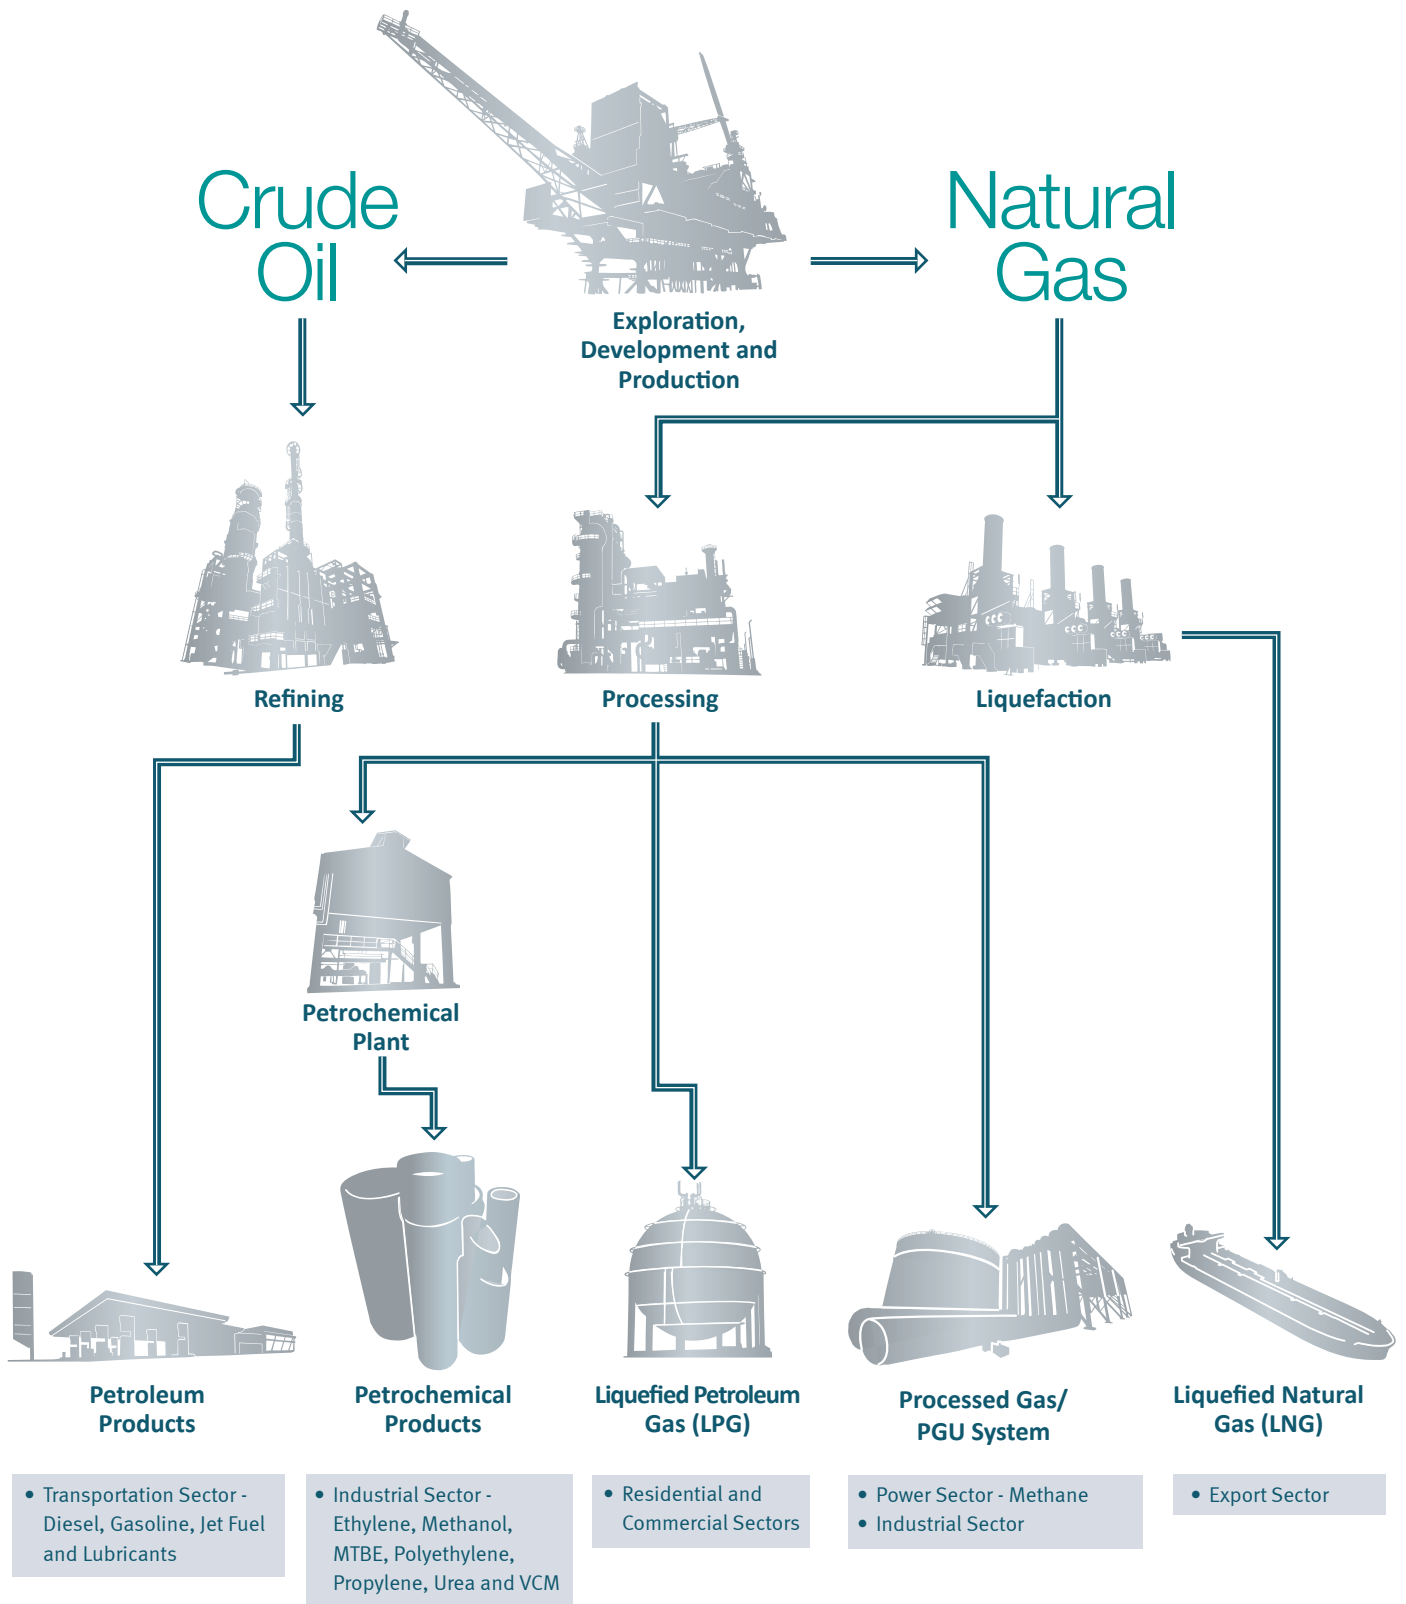 Crude
Oil
Natural
Gas
Exploration,
Development and
Production
Refining
Processing
Liquefaction
Petrochemical
Plant
Petroleum
Products
Petrochemical
Products
Liquefied Petroleum
Gas (LPG)
Processed Gas/
PGU System
Liquefied Natural
Gas (LNG)
• Transportation Sector -
Diesel, Gasoline, Jet Fuel
and Lubricants
• Industrial Sector -
Ethylene, Methanol,
MTBE, Polyethylene,
Propylene, Urea and VCM
• Residential and
Commercial Sectors
• Power Sector - Methane
• Industrial Sector
• Export Sector